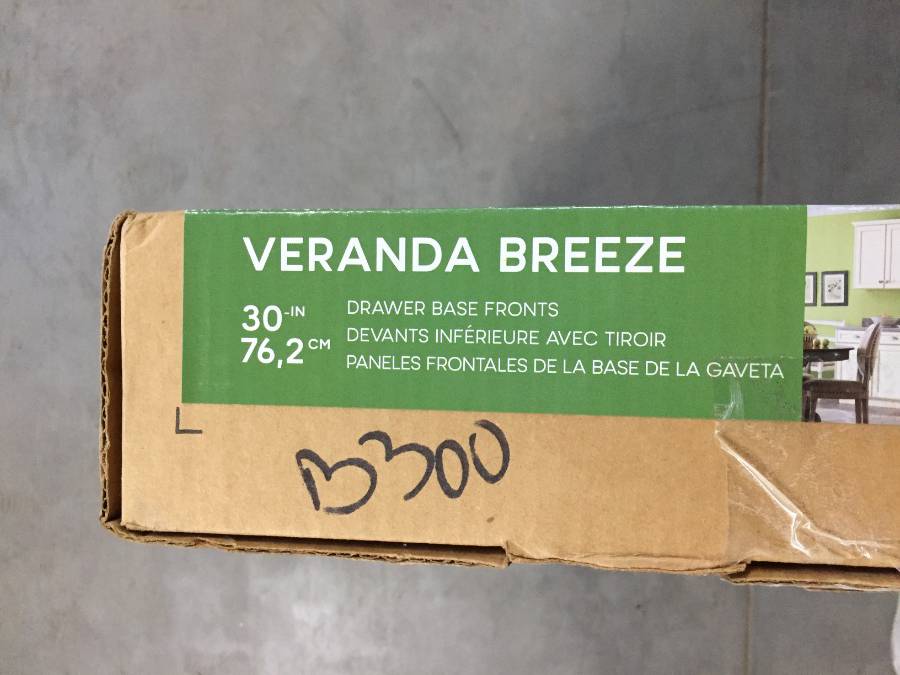 VERANDA BREEZE
30-IN
76,2 CM
DRAWER BASE FRONTS
DEVANTS INFÉRIEURE AVEC TIROIR
PANELES FRONTALES DE LA BASE DE LA GAVETA
B300